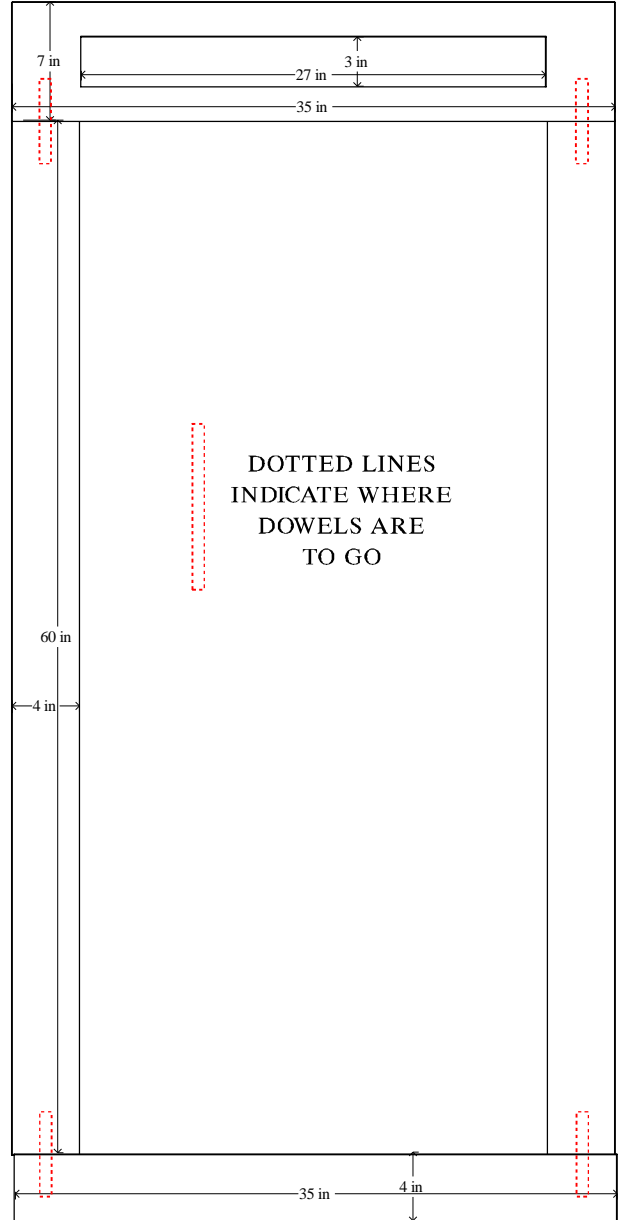 7 in
3 in
27 in
35 in
DOTTED LINES
INDICATE WHERE
DOWELS ARE
TO GO
60 in
4 in
4 in
35 in